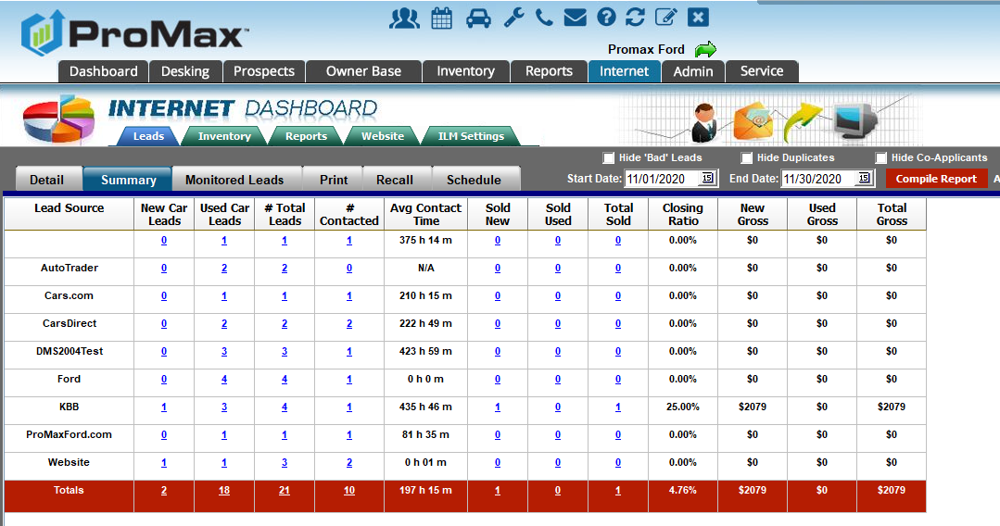 ProMax™
Promax Ford
Dashboard Desking Prospects Owner Base Inventory Reports Internet Admin Service
INTERNET DASHBOARD
Leads Inventory Reports Website ILM Settings
Hide 'Bad' Leads Hide Duplicates Hide Co-Applicants
Detail Summary Monitored Leads Print Recall Schedule Start Date: 11/01/2020 15 End Date: 11/30/2020 15 Compile Report A
Lead Source New Car Leads Used Car Leads # Total Leads # Contacted Avg Contact Time Sold New Sold Used Total Sold Closing Ratio New Gross Used Gross Total Gross
0 1 1 1 375 h 14 m 0 0 0 0.00% $0 $0 $0
AutoTrader 0 2 2 0 N/A 0 0 0 0.00% $0 $0 $0
Cars.com 0 1 1 1 210 h 15 m 0 0 0 0.00% $0 $0 $0
CarsDirect 0 2 2 2 222 h 49 m 0 0 0 0.00% $0 $0 $0
DMS2004Test 0 3 3 1 423 h 59 m 0 0 0 0.00% $0 $0 $0
Ford 0 4 4 1 0 h 0 m 0 0 0 0.00% $0 $0 $0
KBB 1 3 4 1 435 h 46 m 1 0 1 25.00% $2079 $0 $2079
ProMaxFord.com 0 1 1 1 81 h 35 m 0 0 0 0.00% $0 $0 $0
Website 1 1 3 2 0 h 01 m 0 0 0 0.00% $0 $0 $0
Totals 2 18 21 10 197 h 15 m 1 0 1 4.76% $2079 $0 $2079